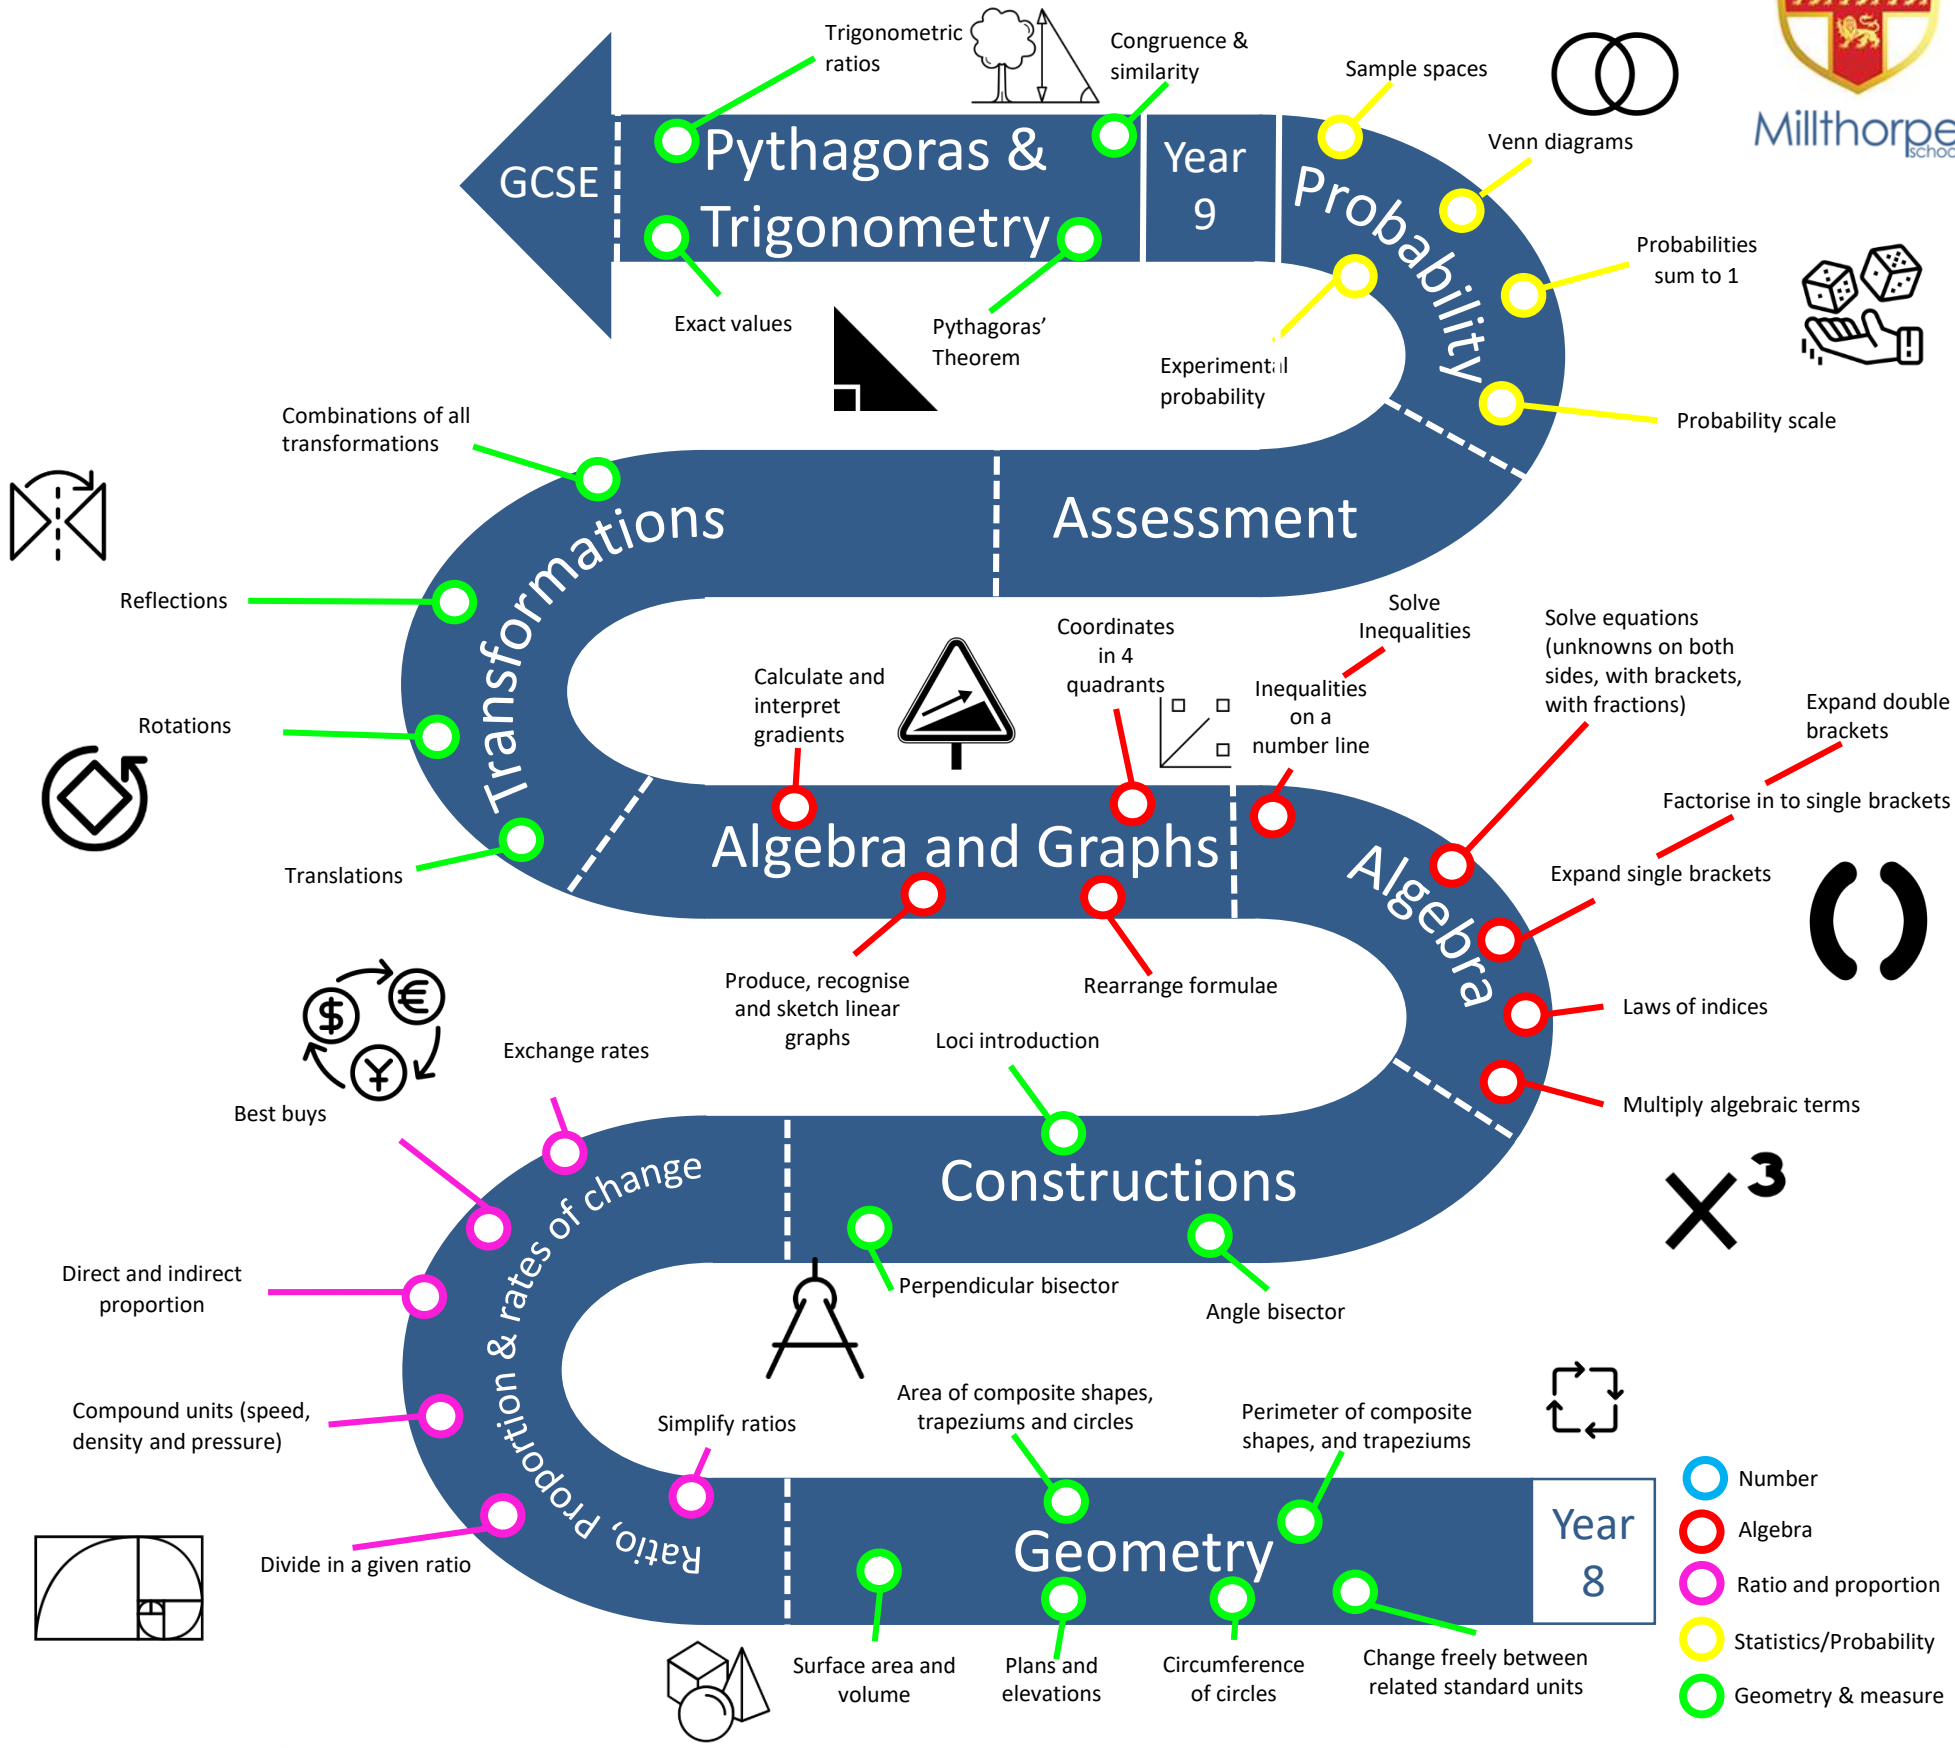 Trigonometric
ratios
Congruence &
similarity
Sample spaces
Venn diagrams
Millthorpe
school
GCSE
Pythagoras &
Trigonometry
Year
9
Probability
Probabilities
sum to 1
Exact values
Pythagoras'
Theorem
Experimental
probability
Probability scale
Combinations of all
transformations
Assessment
Transformations
Reflections
Rotations
Translations
Calculate and
interpret
gradients
Coordinates
in 4
quadrants
Solve
Inequalities
Inequalities
on a
number line
Solve equations
(unknowns on both
sides, with brackets,
with fractions)
Expand double
brackets
Factorise in to single brackets
Expand single brackets
Algebra and Graphs
Algebra
Laws of indices
Multiply algebraic terms
Produce, recognise
and sketch linear
graphs
Rearrange formulae
Loci introduction
$
€
¥
Exchange rates
Best buys
Constructions
×3
Ratio, Proportion & rates of change
Direct and indirect
proportion
Perpendicular bisector
Angle bisector
Compound units (speed,
density and pressure)
Simplify ratios
Divide in a given ratio
Area of composite shapes,
trapeziums and circles
Perimeter of composite
shapes, and trapeziums
Geometry
Year
8
Surface area and
volume
Plans and
elevations
Circumference
of circles
Change freely between
related standard units
Number
Algebra
Ratio and proportion
Statistics/Probability
Geometry & measure